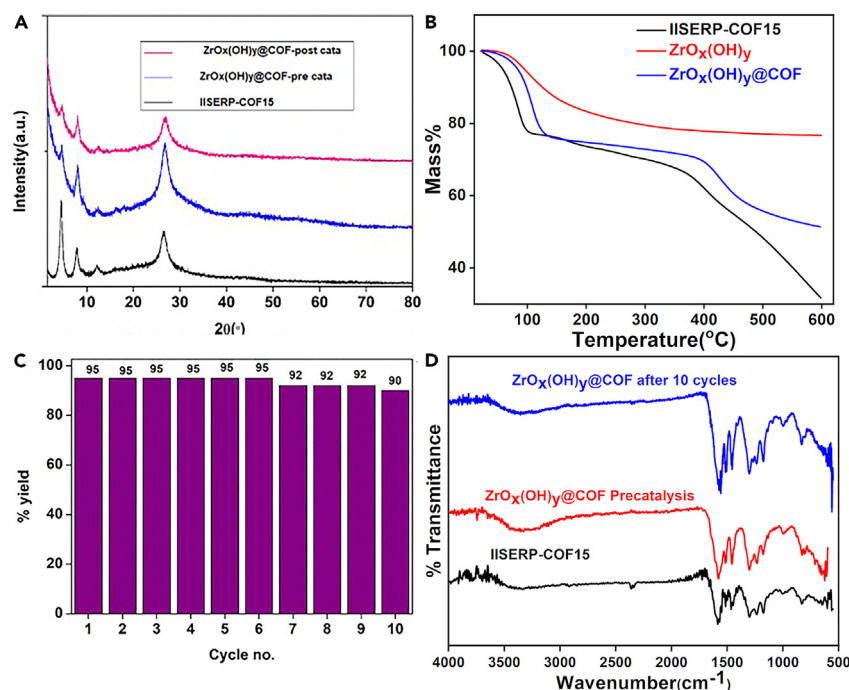 A
Intensity(a.u.)
ZrOx(OH)y@COF-post cata
ZrOx(OH)y@COF-pre cata
IISERP-COF15
10 20 30 40 50 60 70 80
2θ(°)
B
Mass%
100
80
60
40
IISERP-COF15
ZrOx(OH)y
ZrOx(OH)y@COF
100 200 300 400 500 600
Temperature(°C)
C
% yield
100
80
60
40
20
0
95 95 95 95 95 95 92 92 92 90
1 2 3 4 5 6 7 8 9 10
Cycle no.
D
% Transmittance
ZrOx(OH)y@COF after 10 cycles
ZrOx(OH)y@COF Precatalysis
IISERP-COF15
4000 3500 3000 2500 2000 1500 1000 500
Wavenumber(cm⁻¹)